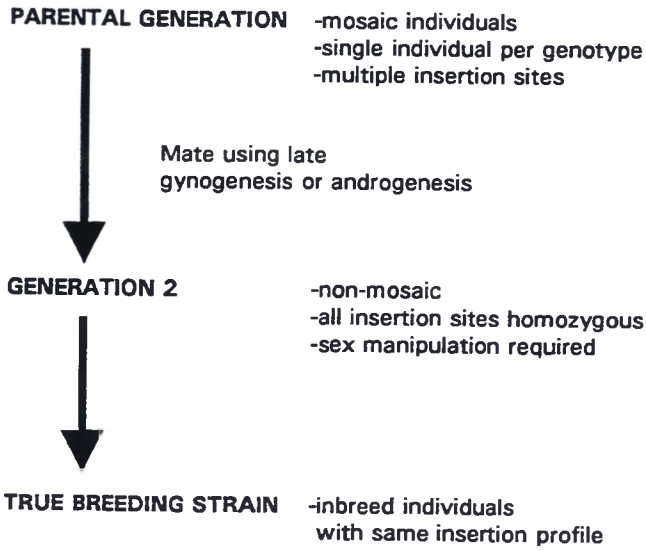 PARENTAL GENERATION -mosaic individuals
-single individual per genotype
-multiple insertion sites
Mate using late
gynogenesis or androgenesis
GENERATION 2 -non-mosaic
-all insertion sites homozygous
-sex manipulation required
TRUE BREEDING STRAIN -inbreed individuals
with same insertion profile